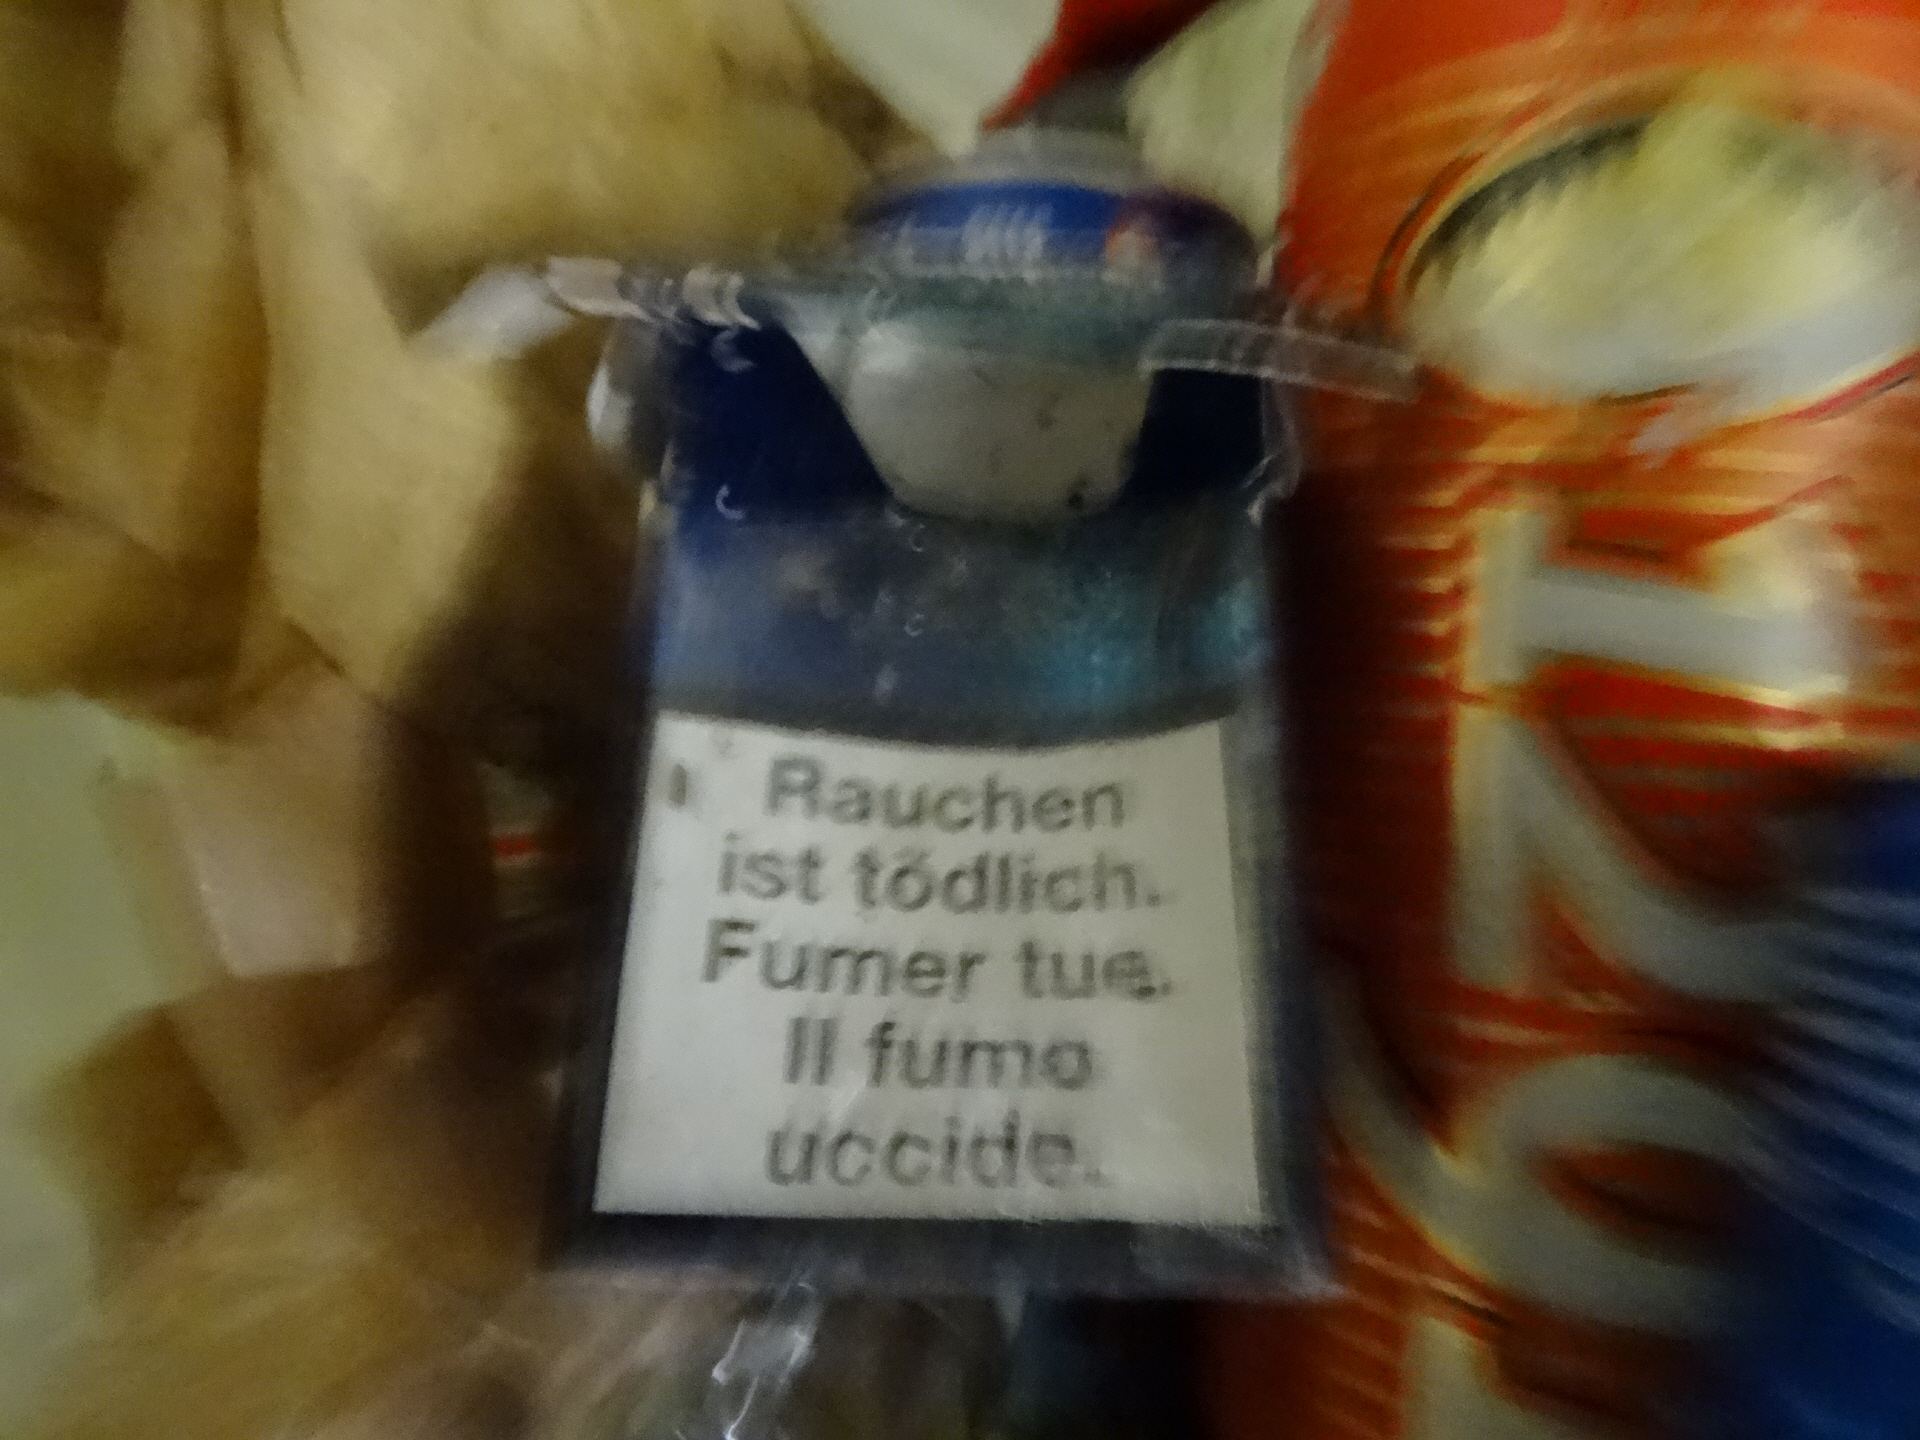 Rauchen
ist tödlich.
Fumer tue.
Il fumo
uccide.